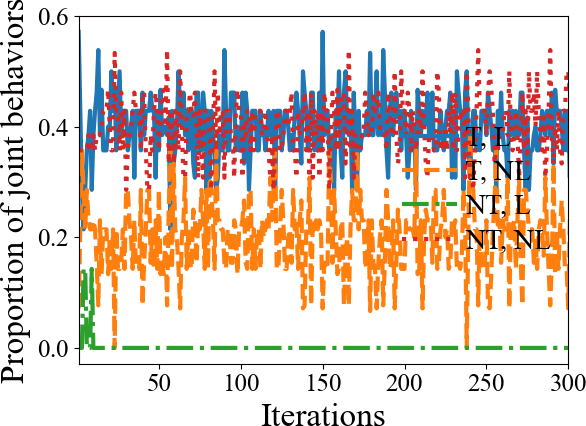 Proportion of joint behaviors
0.6
0.4
0.2
0.0
T, L
T, NL
NT, L
NT, NL
50
100
150
200
250
300
Iterations